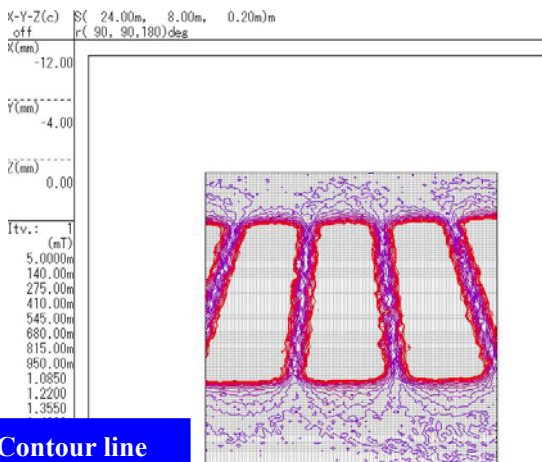 X-Y-Z(c) S( 24.00m, 8.00m, 0.20m)m
off r( 90, 90,180)deg
X(mm)
-12.00
Y(mm)
-4.00
Z(mm)
0.00
Itv.: 1
(mT)
5.0000m
140.00m
275.00m
410.00m
545.00m
680.00m
815.00m
950.00m
1.0850
1.2200
1.3550
Contour line